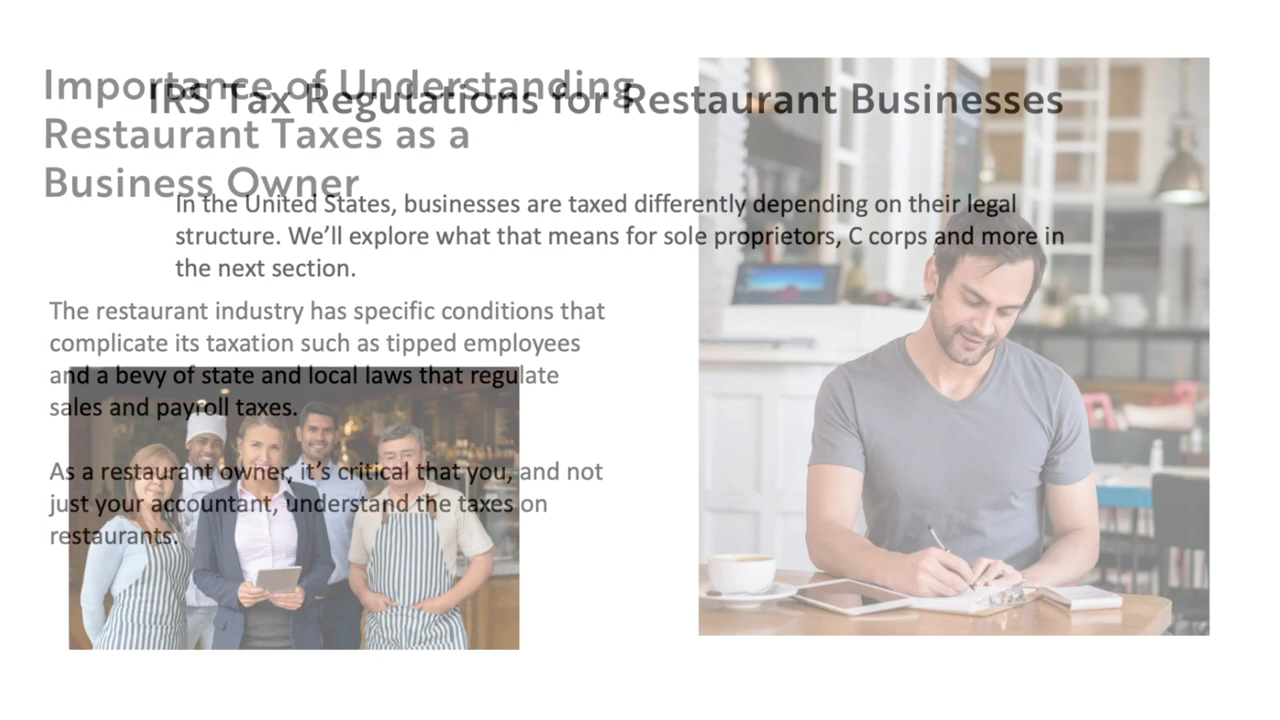 Importance of Understanding
Restaurant Taxes as a
Business Owner
IRS Tax Regulations for Restaurant Businesses
In the United States, businesses are taxed differently depending on their legal
structure. We’ll explore what that means for sole proprietors, C corps and more in
the next section.
The restaurant industry has specific conditions that
complicate its taxation such as tipped employees
and a bevy of state and local laws that regulate
sales and payroll taxes.
As a restaurant owner, it’s critical that you, and not
just your accountant, understand the taxes on
restaurants.